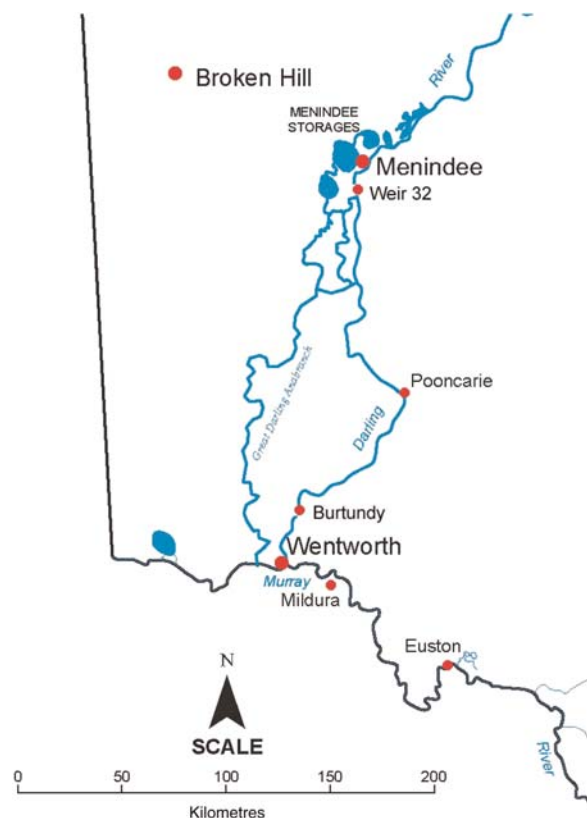 River
Broken Hill
MENINDEE
STORAGES
Menindee
Weir 32
Pooncarie
Great Darling Anabranch
Darling
Burtundy
Wentworth
Murray
Mildura
Euston
N
SCALE
River
0 50 100 150 200
Kilometres